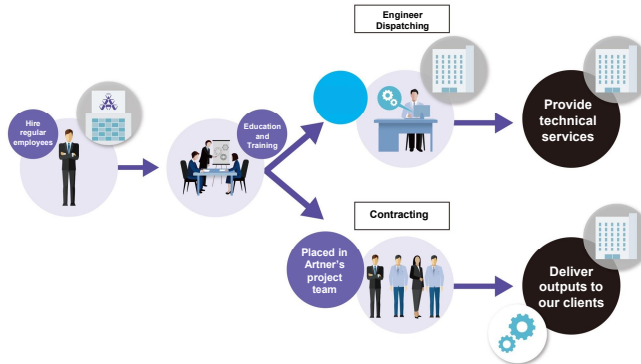 Engineer
Dispatching
Hire
regular
employees
Education
and
Training
Provide
technical
services
Contracting
Placed in
Artner's
project
team
Deliver
outputs to
our clients